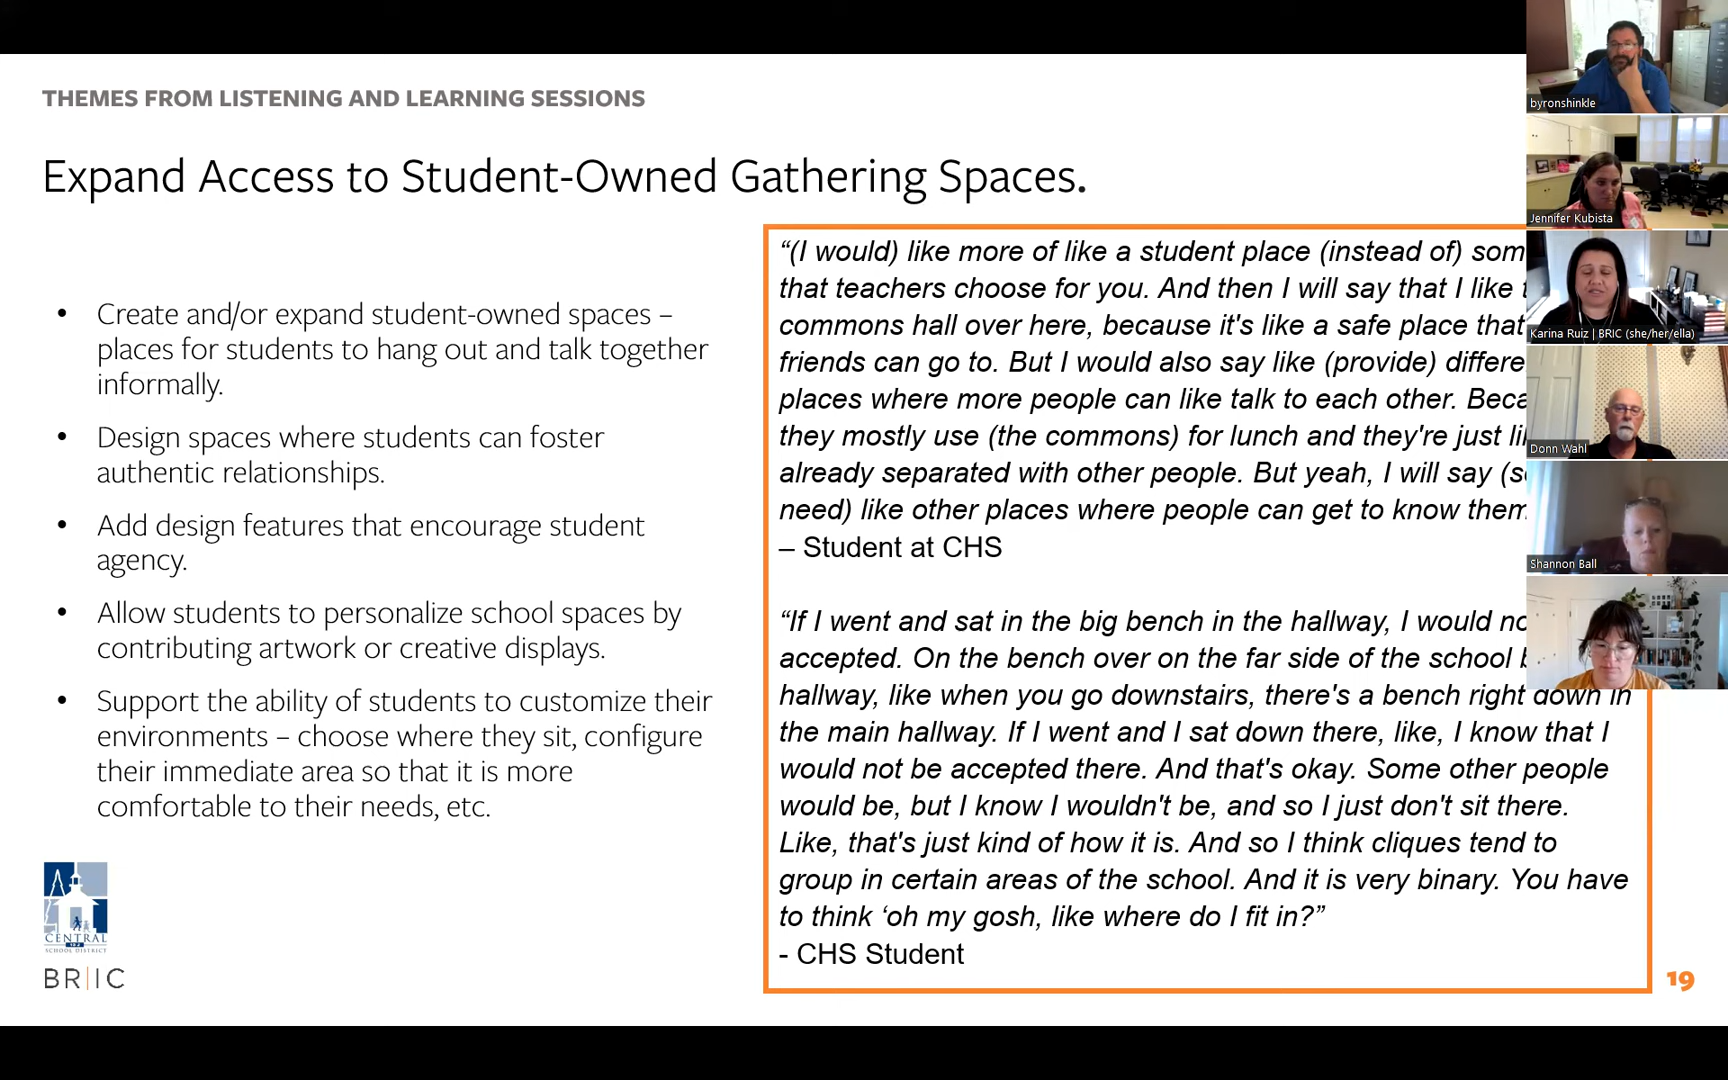 THEMES FROM LISTENING AND LEARNING SESSIONS
Expand Access to Student-Owned Gathering Spaces.
• Create and/or expand student-owned spaces –
places for students to hang out and talk together
informally.
• Design spaces where students can foster
authentic relationships.
• Add design features that encourage student
agency.
• Allow students to personalize school spaces by
contributing artwork or creative displays.
• Support the ability of students to customize their
environments – choose where they sit, configure
their immediate area so that it is more
comfortable to their needs, etc.
“(I would) like more of like a student place (instead of)
that teachers choose for you. And then I will say that I like
commons hall over here, because it's like a safe place that
friends can go to. But I would also say like (provide)
places where more people can like talk to each other.
they mostly use (the commons) for lunch and they're just
already separated with other people. But yeah, I will say
need) like other places where people can get to know
– Student at CHS
“If I went and sat in the big bench in the hallway, I would
accepted. On the bench over on the far side of the school
hallway, like when you go downstairs, there's a bench right down in
the main hallway. If I went and I sat down there, like, I know that I
would not be accepted there. And that's okay. Some other people
would be, but I know I wouldn't be, and so I just don't sit there.
Like, that's just kind of how it is. And so I think cliques tend to
group in certain areas of the school. And it is very binary. You have
to think ‘oh my gosh, like where do I fit in?”
- CHS Student
CENTRAL
SCHOOL DISTRICT
BR|IC
19
byronshinkle
Jennifer Kubista
Karina Ruiz | BRIC (she/her/ella)
Donn Wahl
Shannon Ball